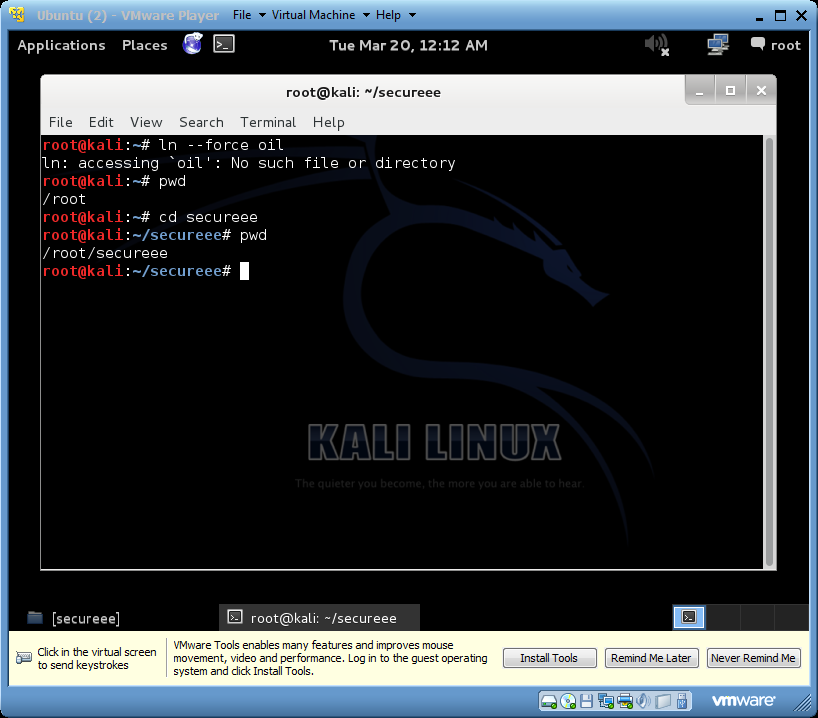 Ubuntu (2) - VMware Player File Virtual Machine Help
Applications Places Tue Mar 20, 12:12 AM root
root@kali: ~/secureee
File Edit View Search Terminal Help
root@kali:~# ln --force oil
ln: accessing `oil': No such file or directory
root@kali:~# pwd
/root
root@kali:~# cd secureee
root@kali:~/secureee# pwd
/root/secureee
root@kali:~/secureee#
KALI LINUX
The quieter you become, the more you are able to hear.
[secureee] root@kali: ~/secureee
Click in the virtual screen
to send keystrokes
VMware Tools enables many features and improves mouse
movement, video and performance. Log in to the guest operating
system and click Install Tools.
Install Tools Remind Me Later Never Remind Me
vmware